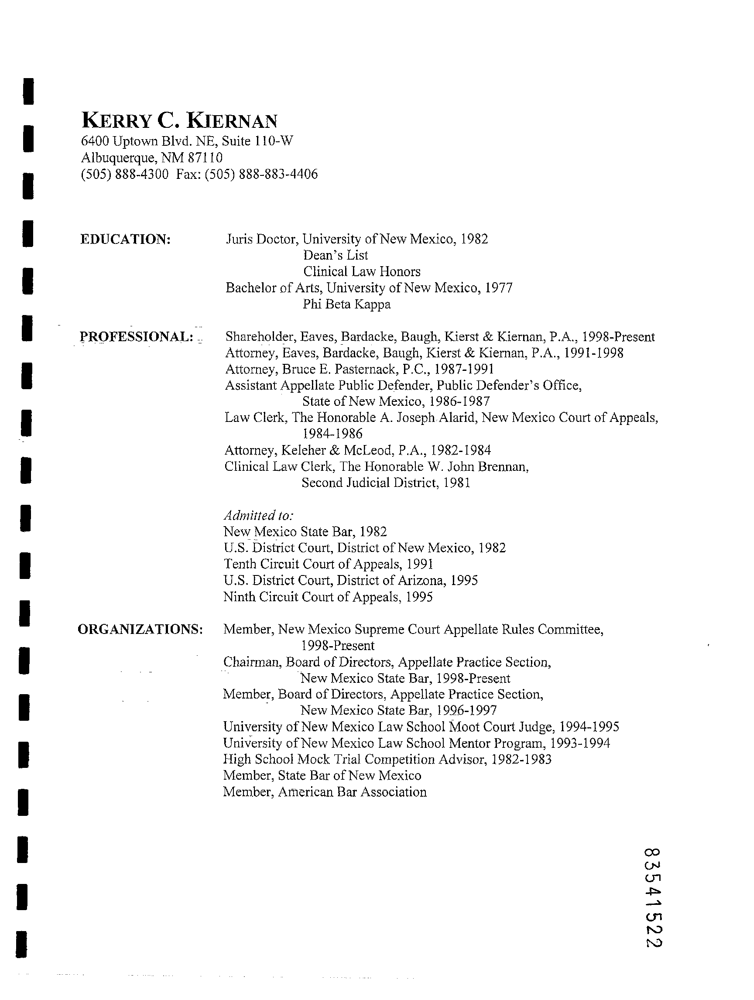 KERRY C. KIERNAN
6400 Uptown Blvd. NE, Suite 110-W
Albuquerque, NM 87110
(505) 888-4300 Fax: (505) 888-883-4406
EDUCATION: Juris Doctor, University of New Mexico, 1982
Dean's List
Clinical Law Honors
Bachelor of Arts, University of New Mexico, 1977
Phi Beta Kappa
PROFESSIONAL: Shareholder, Eaves, Bardacke, Baugh, Kierst & Kiernan, P.A., 1998-Present
Attorney, Eaves, Bardacke, Baugh, Kierst & Kiernan, P.A., 1991-1998
Attorney, Bruce E. Pasternack, P.C., 1987-1991
Assistant Appellate Public Defender, Public Defender's Office,
State of New Mexico, 1986-1987
Law Clerk, The Honorable A. Joseph Alarid, New Mexico Court of Appeals,
1984-1986
Attorney, Keleher & McLeod, P.A., 1982-1984
Clinical Law Clerk, The Honorable W. John Brennan,
Second Judicial District, 1981
Admitted to:
New Mexico State Bar, 1982
U.S. District Court, District of New Mexico, 1982
Tenth Circuit Court of Appeals, 1991
U.S. District Court, District of Arizona, 1995
Ninth Circuit Court of Appeals, 1995
ORGANIZATIONS: Member, New Mexico Supreme Court Appellate Rules Committee,
1998-Present
Chairman, Board of Directors, Appellate Practice Section,
New Mexico State Bar, 1998-Present
Member, Board of Directors, Appellate Practice Section,
New Mexico State Bar, 1996-1997
University of New Mexico Law School Moot Court Judge, 1994-1995
University of New Mexico Law School Mentor Program, 1993-1994
High School Mock Trial Competition Advisor, 1982-1983
Member, State Bar of New Mexico
Member, American Bar Association
83541522